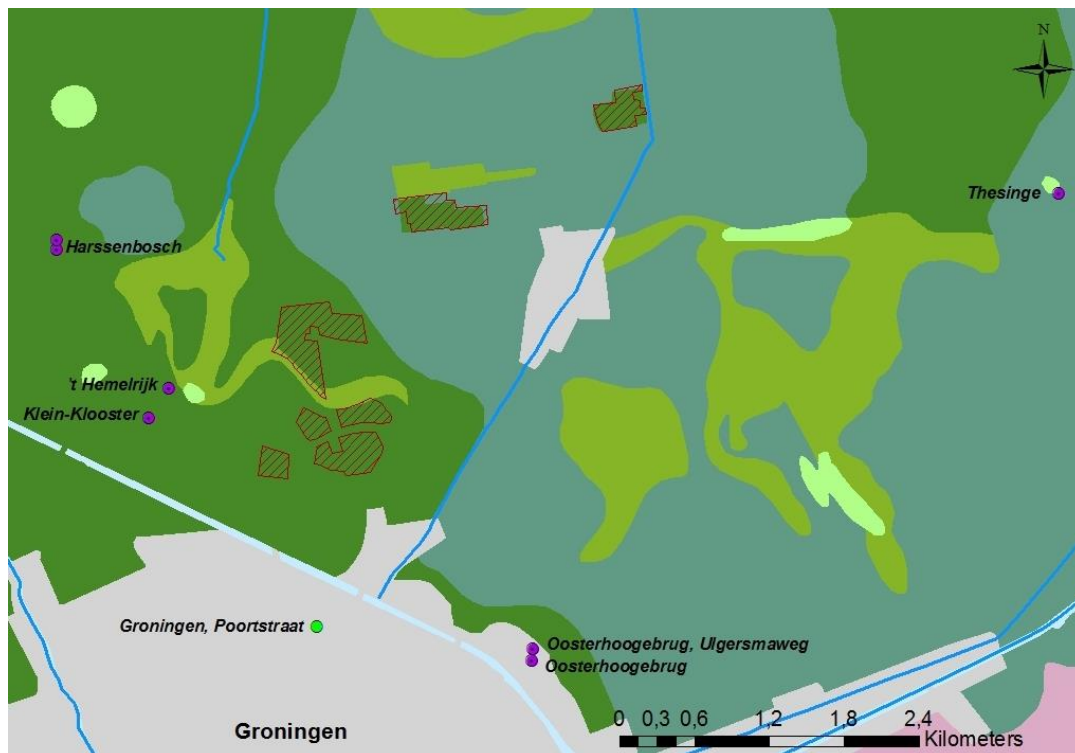 N
Thesinge
Harssenbosch
't Hemelrijk
Klein-Klooster
Groningen, Poortstraat
Oosterhoogebrug, Ulgersmaweg
Oosterhoogebrug
Groningen
0 0,3 0,6 1,2 1,8 2,4
Kilometers